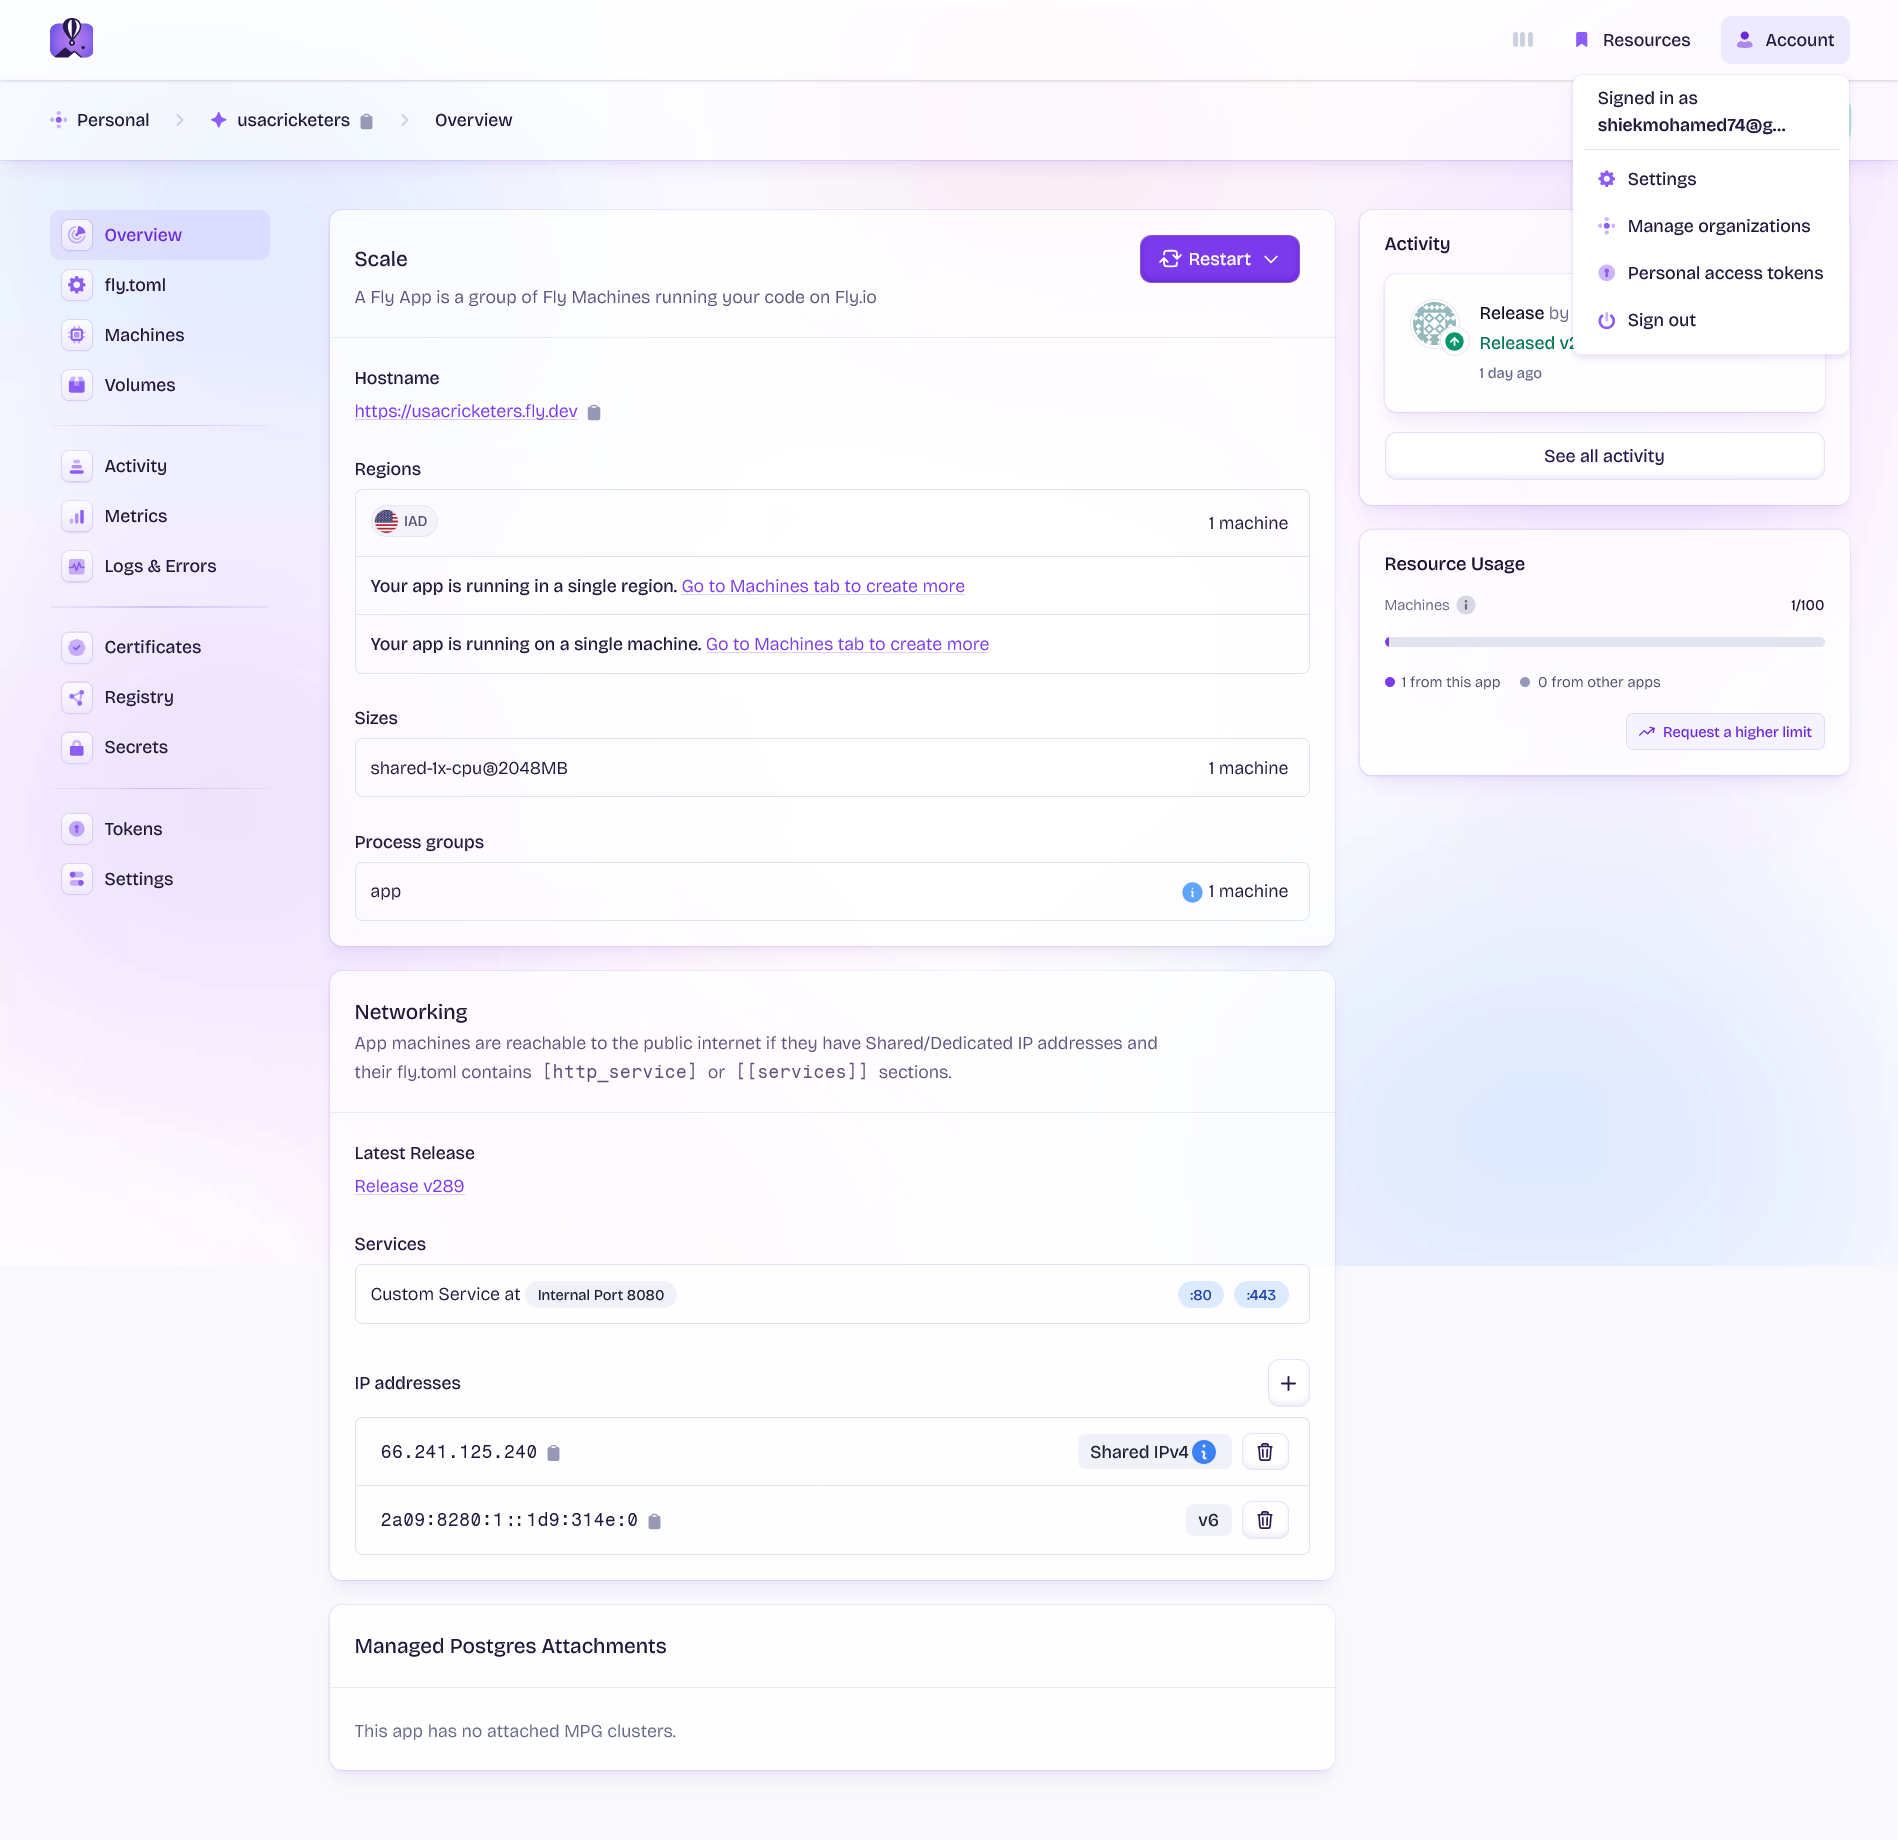 Resources
Account
Signed in as
shiekmohamed74@g...
Settings
Manage organizations
Personal access tokens
Sign out
Personal
usacricketers
Overview
Overview
fly.toml
Machines
Volumes
Activity
Metrics
Logs & Errors
Certificates
Registry
Secrets
Tokens
Settings
Scale
Restart
A Fly App is a group of Fly Machines running your code on Fly.io
Hostname
https://usacricketers.fly.dev
Regions
IAD
1 machine
Your app is running in a single region. Go to Machines tab to create more
Your app is running on a single machine. Go to Machines tab to create more
Sizes
shared-1x-cpu@2048MB
1 machine
Process groups
app
1 machine
Networking
App machines are reachable to the public internet if they have Shared/Dedicated IP addresses and
their fly.toml contains [http_service] or [[services]] sections.
Latest Release
Release v289
Services
Custom Service at Internal Port 8080
:80 :443
IP addresses
66.241.125.240
Shared IPv4
2a09:8280:1::1d9:314e:0
v6
Managed Postgres Attachments
This app has no attached MPG clusters.
Activity
Release by
Released
1 day ago
See all activity
Resource Usage
Machines
1/100
1 from this app
0 from other apps
Request a higher limit